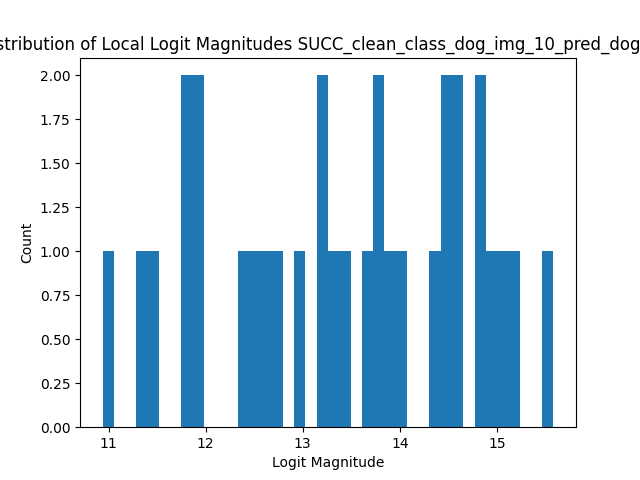 stribution of Local Logit Magnitudes SUCC_clean_class_dog_img_10_pred_dog
2.00
1.75
1.50
1.25
1.00
0.75
0.50
0.25
0.00
Count
11 12 13 14 15
Logit Magnitude